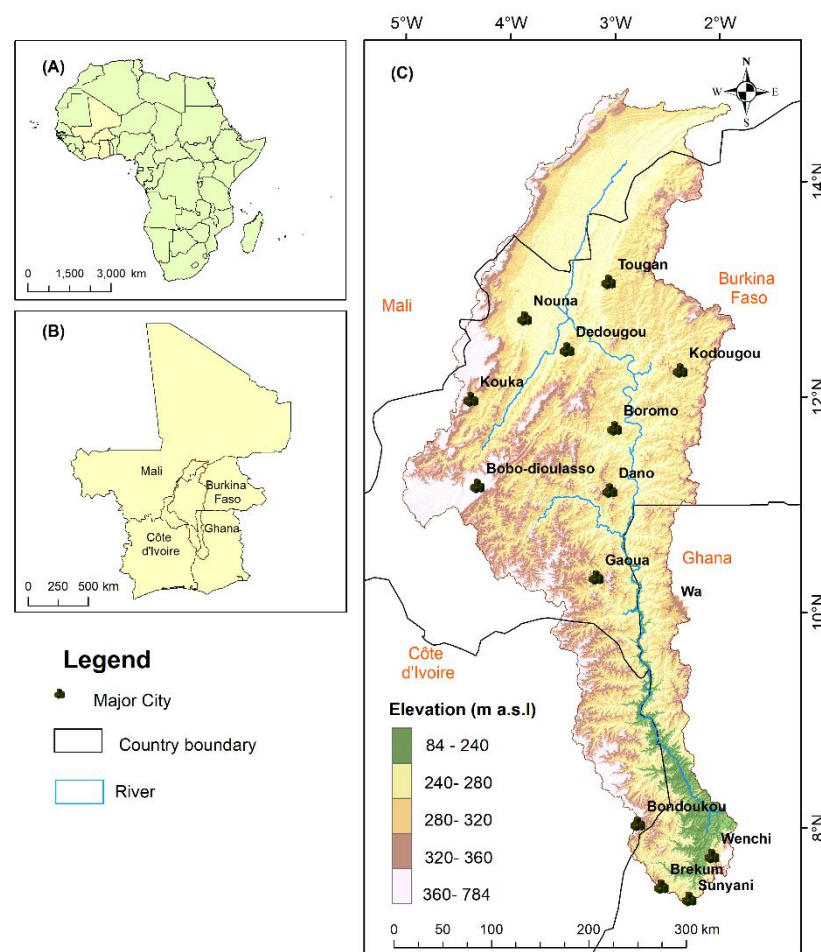 (A)
0 1,500 3,000 km
(B)
Mali
Burkina
Faso
Ghana
Côte
d'Ivoire
0 250 500 km
Legend
Major City
Country boundary
River
5°W 4°W 3°W 2°W
(C)
N
W E
S
14°N
12°N
10°N
8°N
Mali
Burkina
Faso
Ghana
Côte
d'Ivoire
Tougan
Nouna
Dedougou
Kodougou
Kouka
Boromo
Bobo-dioulasso
Dano
Gaoua
Wa
Bondoukou
Wenchi
Brekum
Sunyani
Elevation (m a.s.l)
84 - 240
240- 280
280 - 320
320- 360
360- 784
0 50 100 200 300 km